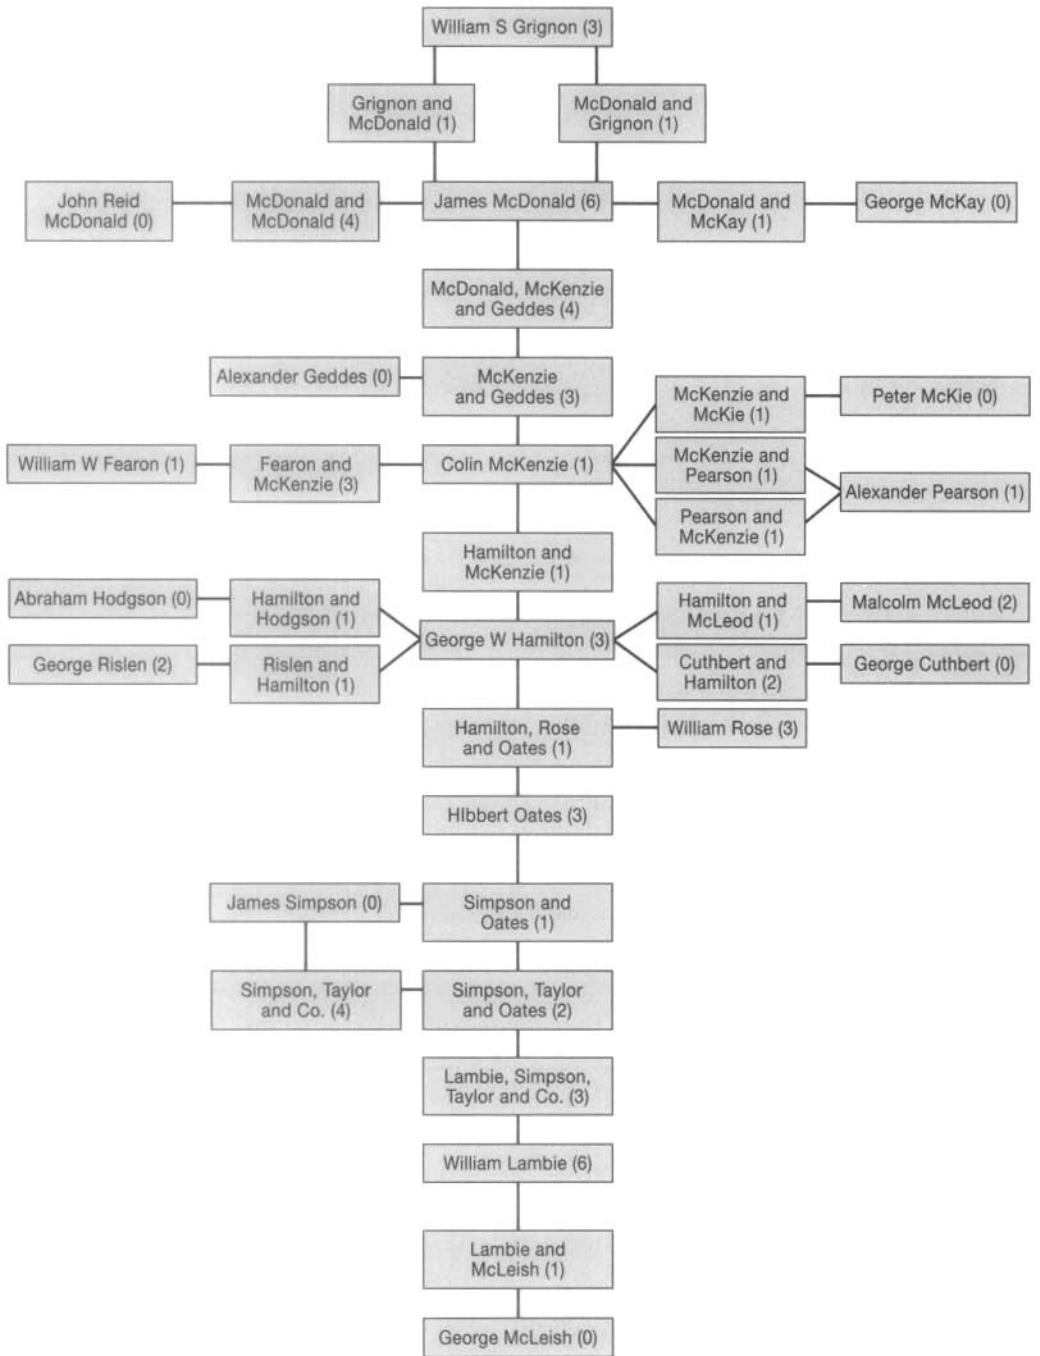 William S Grignon (3)
Grignon and
McDonald (1)
McDonald and
Grignon (1)
John Reid
McDonald (0)
McDonald and
McDonald (4)
James McDonald (6)
McDonald and
McKay (1)
George McKay (0)
McDonald, McKenzie
and Geddes (4)
Alexander Geddes (0)
McKenzie
and Geddes (3)
McKenzie and
McKie (1)
Peter McKie (0)
William W Fearon (1)
Fearon and
McKenzie (3)
Colin McKenzie (1)
McKenzie and
Pearson (1)
Alexander Pearson (1)
Pearson and
McKenzie (1)
Hamilton and
McKenzie (1)
Abraham Hodgson (0)
Hamilton and
Hodgson (1)
George W Hamilton (3)
Hamilton and
McLeod (1)
Malcolm McLeod (2)
George Rislen (2)
Rislen and
Hamilton (1)
Cuthbert and
Hamilton (2)
George Cuthbert (0)
Hamilton, Rose
and Oates (1)
William Rose (3)
HIbbert Oates (3)
James Simpson (0)
Simpson and
Oates (1)
Simpson, Taylor
and Co. (4)
Simpson, Taylor
and Oates (2)
Lambie, Simpson,
Taylor and Co. (3)
William Lambie (6)
Lambie and
McLeish (1)
George McLeish (0)